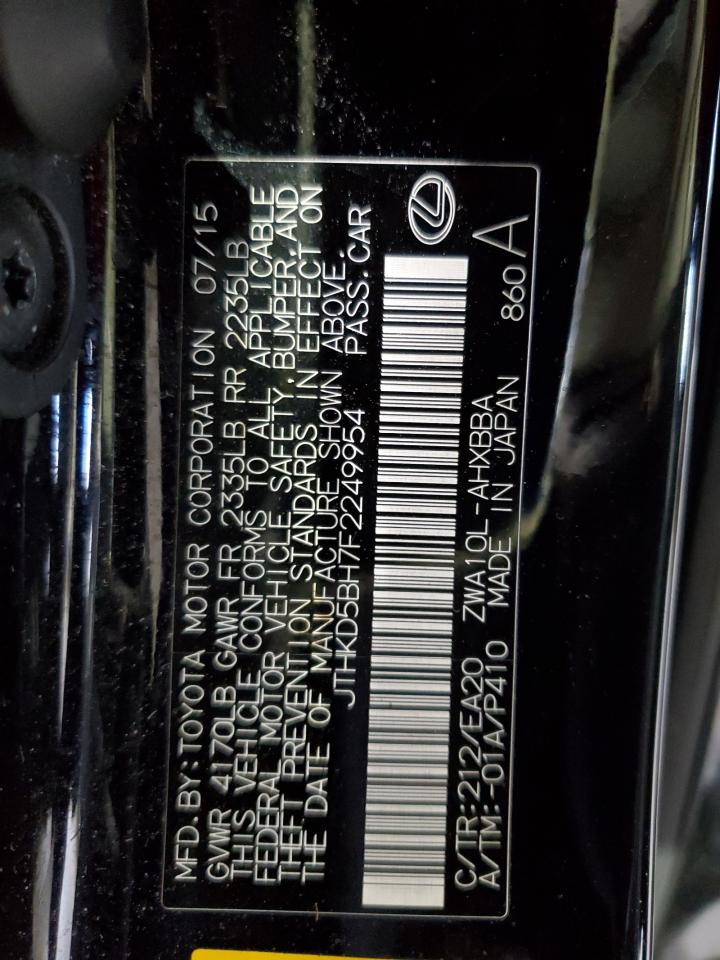 MFD.BY:TOYOTA MOTOR CORPORATION 07/15
GVWR 4170LB GAWR FR 2335LB RR 2235LB
THIS VEHICLE CONFORMS TO ALL APPLICABLE
FEDERAL MOTOR VEHICLE SAFETY,BUMPER,AND
THEFT PREVENTION STANDARDS IN EFFECT ON
THE DATE OF MANUFACTURE SHOWN ABOVE.
JTHKD5BH7F2249954 PASS.CAR
C/TR:212/EA20 ZWA10L-AHXBBA 860A
A/TM:-01A/P410 MADE IN JAPAN